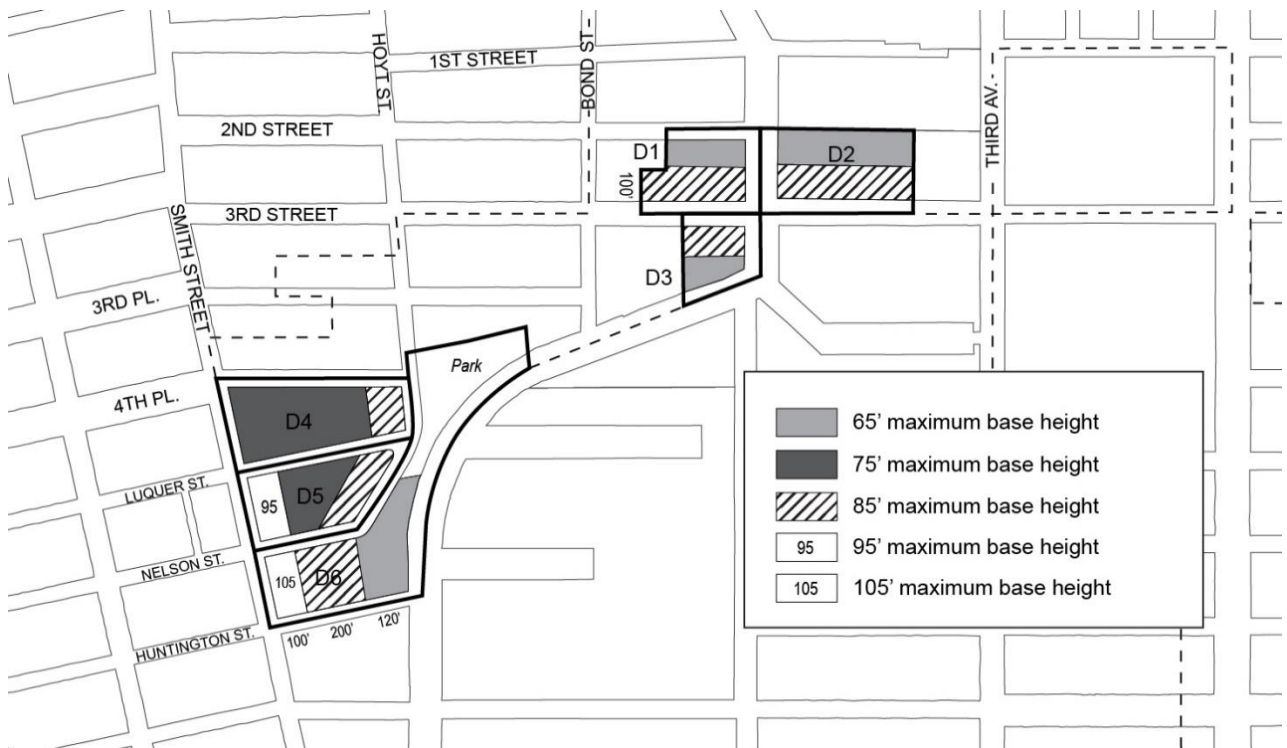 HOYT ST.
BOND ST
1ST STREET
THIRD AV.
2ND STREET
D1
D2
100'
3RD STREET
SMITH STREET
D3
3RD PL.
Park
4TH PL.
D4
65' maximum base height
75' maximum base height
LUQUER ST.
95
D5
85' maximum base height
95
95' maximum base height
NELSON ST.
105
D6
105
105' maximum base height
HUNTINGTON ST.
100'
200'
120'